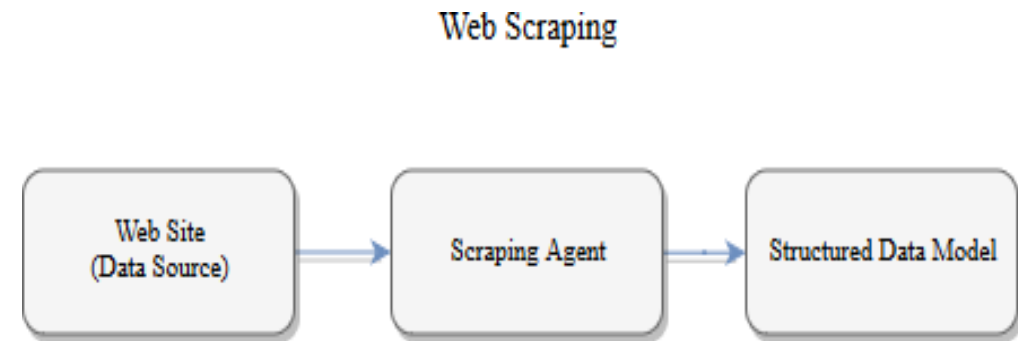 Web Scraping
Web Site
(Data Source)
Scraping Agent
Structured Data Model